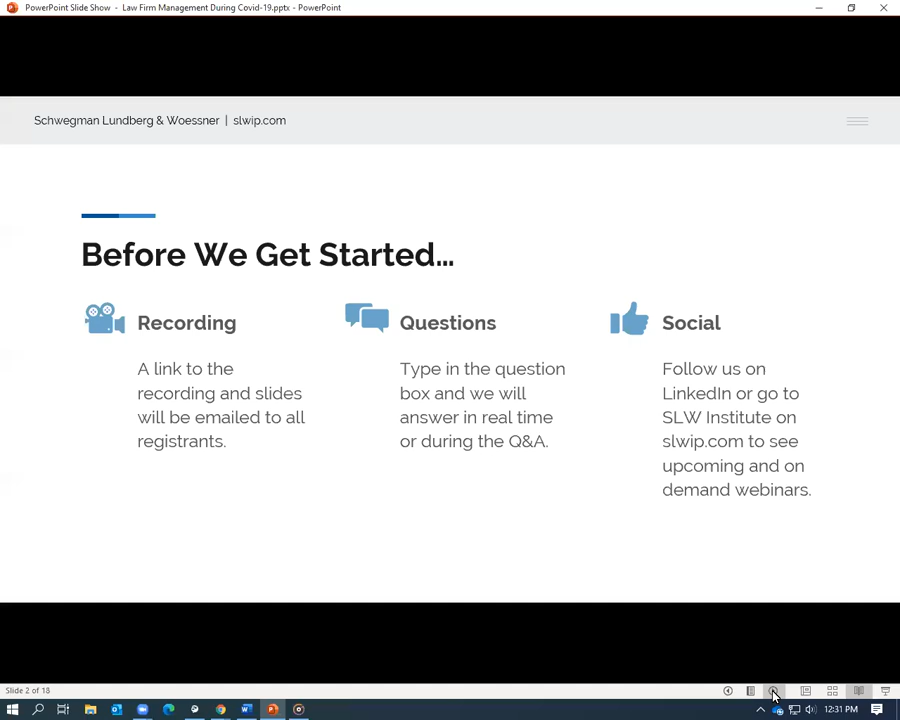 PowerPoint Slide Show - Law Firm Management During Covid-19.pptx - PowerPoint
Schwegman Lundberg & Woessner | slwip.com
Before We Get Started...
Recording
A link to the
recording and slides
will be emailed to all
registrants.
Questions
Type in the question
box and we will
answer in real time
or during the Q&A.
Social
Follow us on
LinkedIn or go to
SLW Institute on
slwip.com to see
upcoming and on
demand webinars.
Slide 2 of 18
12:31 PM